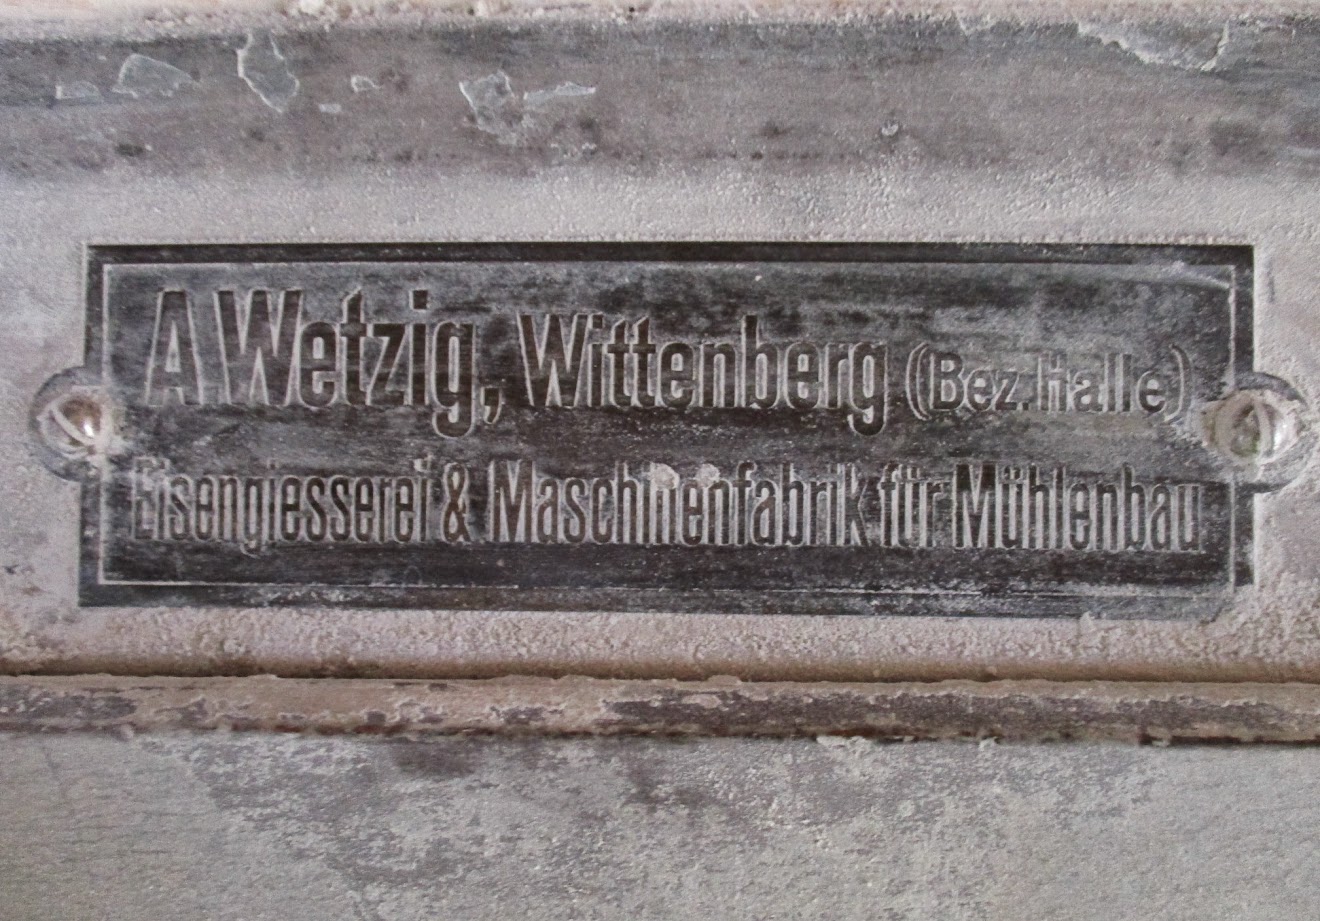 A.Wetzig, Wittenberg (Bez. Halle)
Eisengiesserei & Maschinenfabrik für Mühlenbau